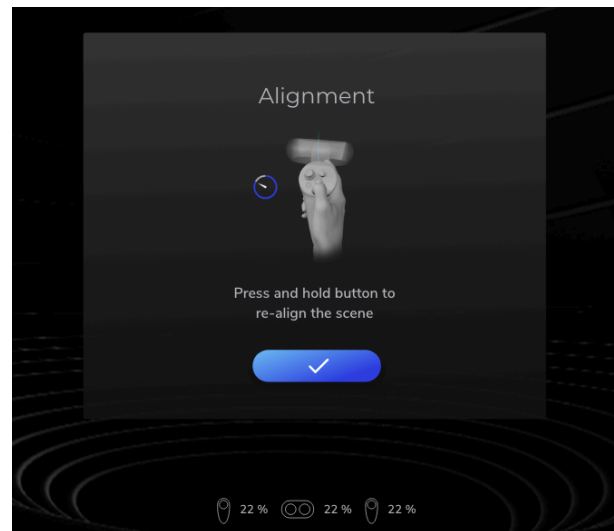 Alignment
Press and hold button to
re-align the scene
22 % 22 % 22 %